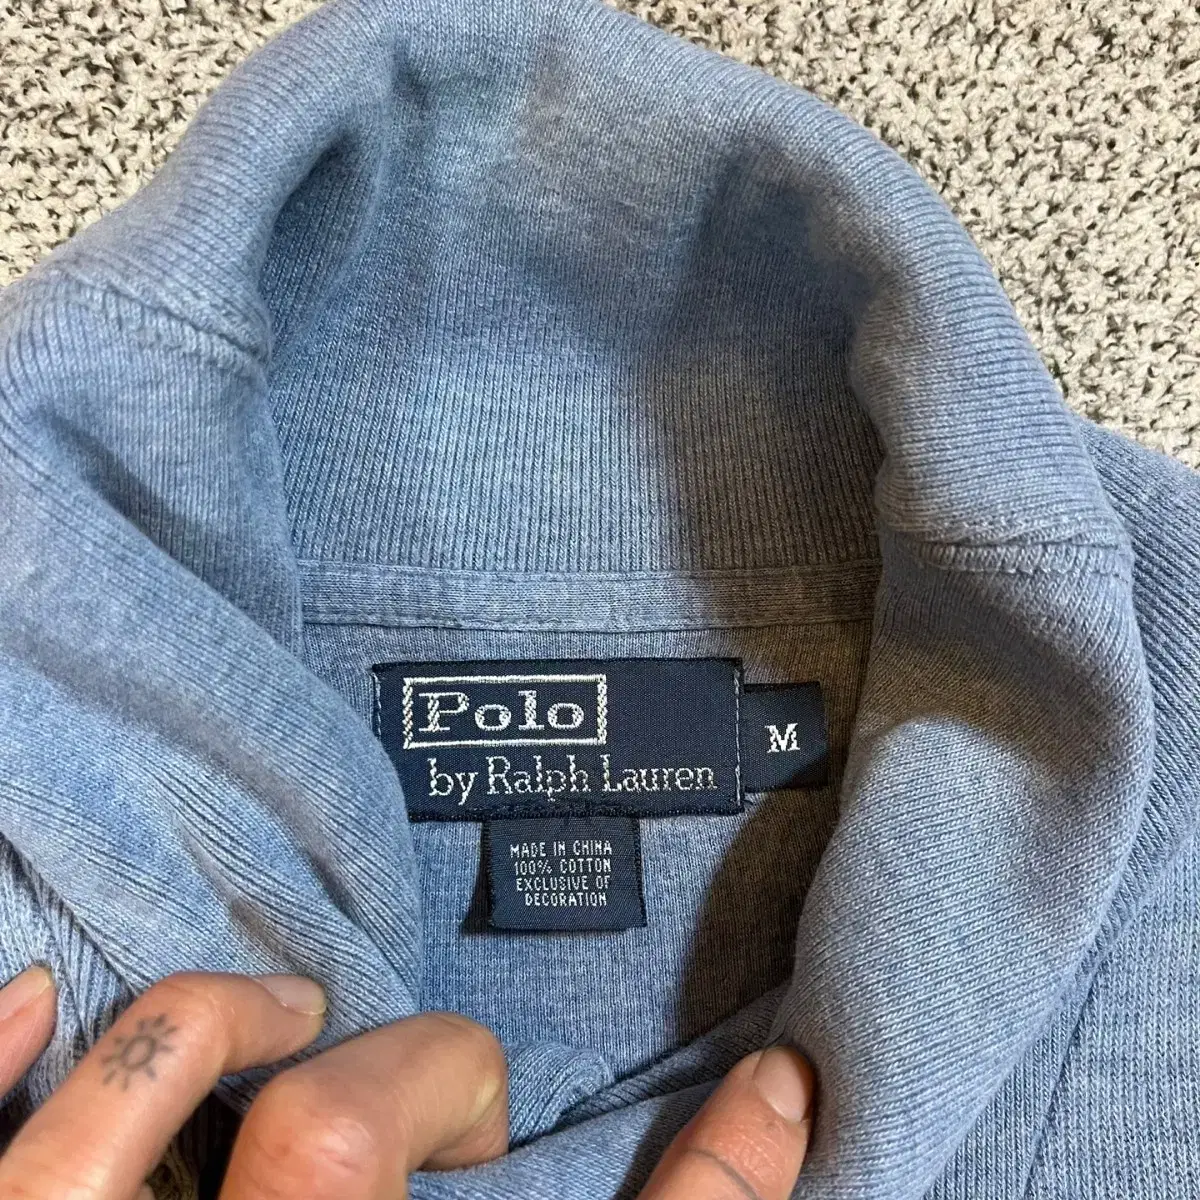 Polo
by Ralph Lauren
M
MADE IN CHINA
100% COTTON
EXCLUSIVE OF
DECORATION